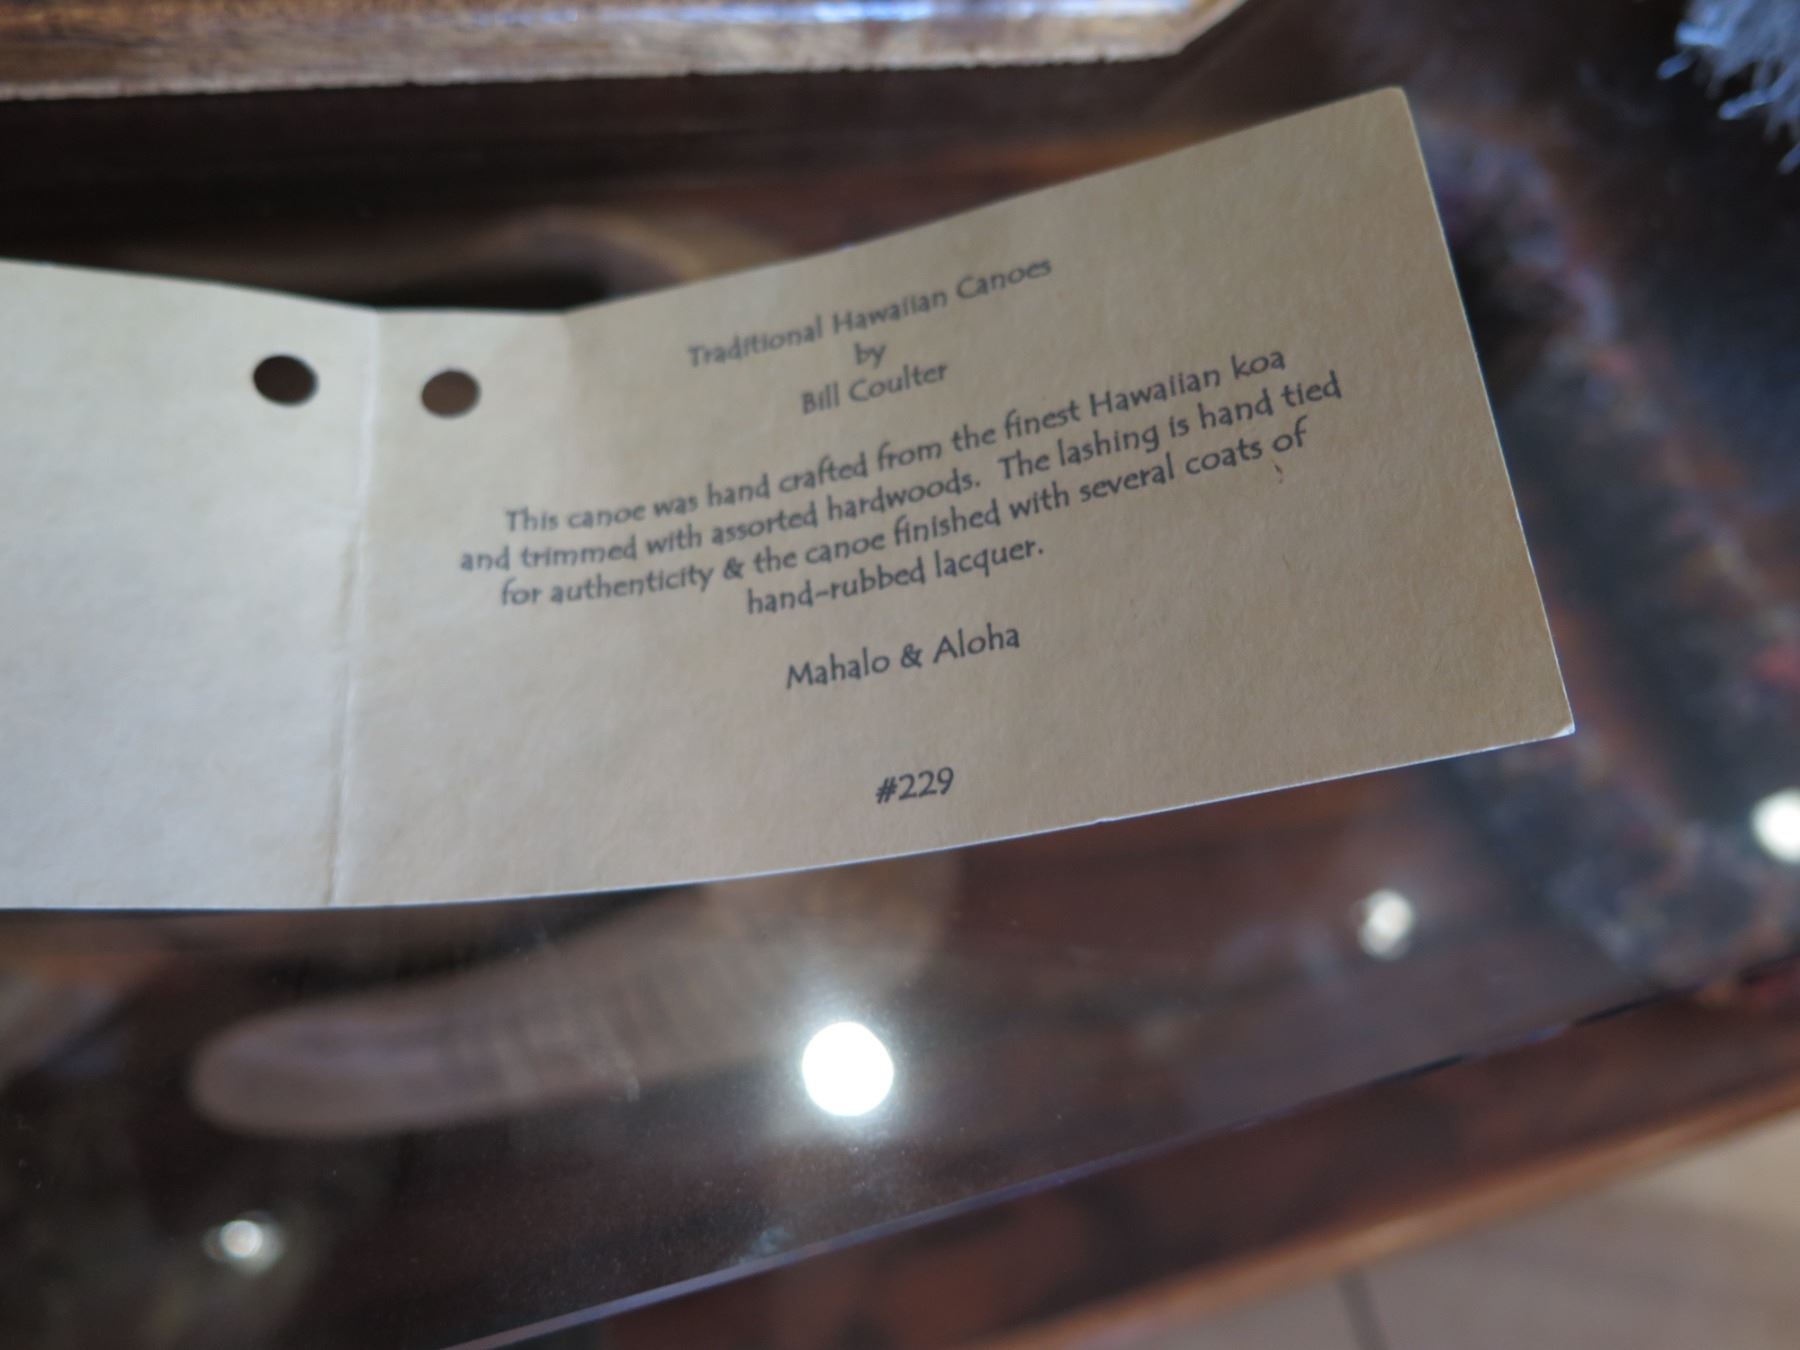 Traditional Hawaiian Canoes
by
Bill Coulter
This canoe was hand crafted from the finest Hawaiian koa
and trimmed with assorted hardwoods. The lashing is hand tied
for authenticity & the canoe finished with several coats of
hand-rubbed lacquer.
Mahalo & Aloha
#229